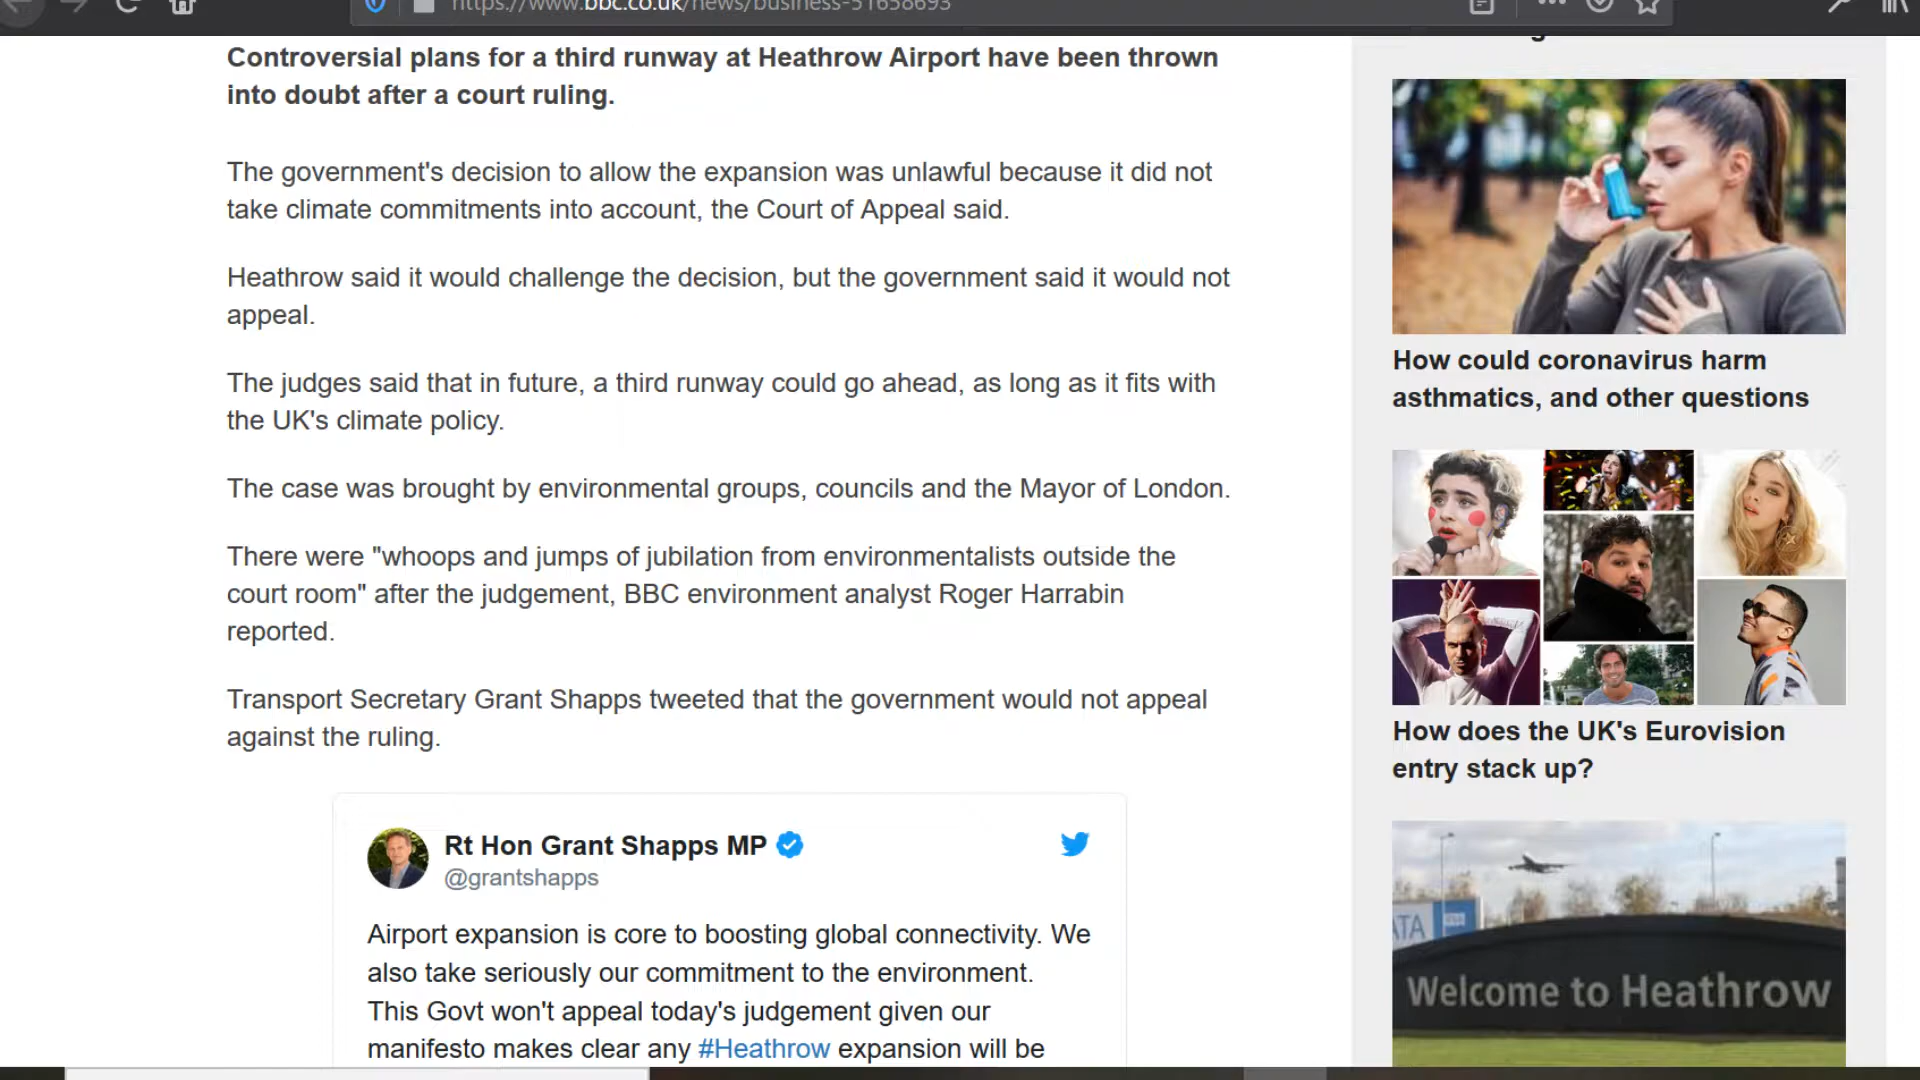 https://www.bbc.co.uk/news/business-51658693
Controversial plans for a third runway at Heathrow Airport have been thrown
into doubt after a court ruling.
The government's decision to allow the expansion was unlawful because it did not
take climate commitments into account, the Court of Appeal said.
Heathrow said it would challenge the decision, but the government said it would not
appeal.
The judges said that in future, a third runway could go ahead, as long as it fits with
the UK's climate policy.
The case was brought by environmental groups, councils and the Mayor of London.
There were "whoops and jumps of jubilation from environmentalists outside the
court room" after the judgement, BBC environment analyst Roger Harrabin
reported.
Transport Secretary Grant Shapps tweeted that the government would not appeal
against the ruling.
Rt Hon Grant Shapps MP
@grantshapps
Airport expansion is core to boosting global connectivity. We
also take seriously our commitment to the environment.
This Govt won't appeal today's judgement given our
manifesto makes clear any #Heathrow expansion will be
How could coronavirus harm
asthmatics, and other questions
How does the UK's Eurovision
entry stack up?
Welcome to Heathrow